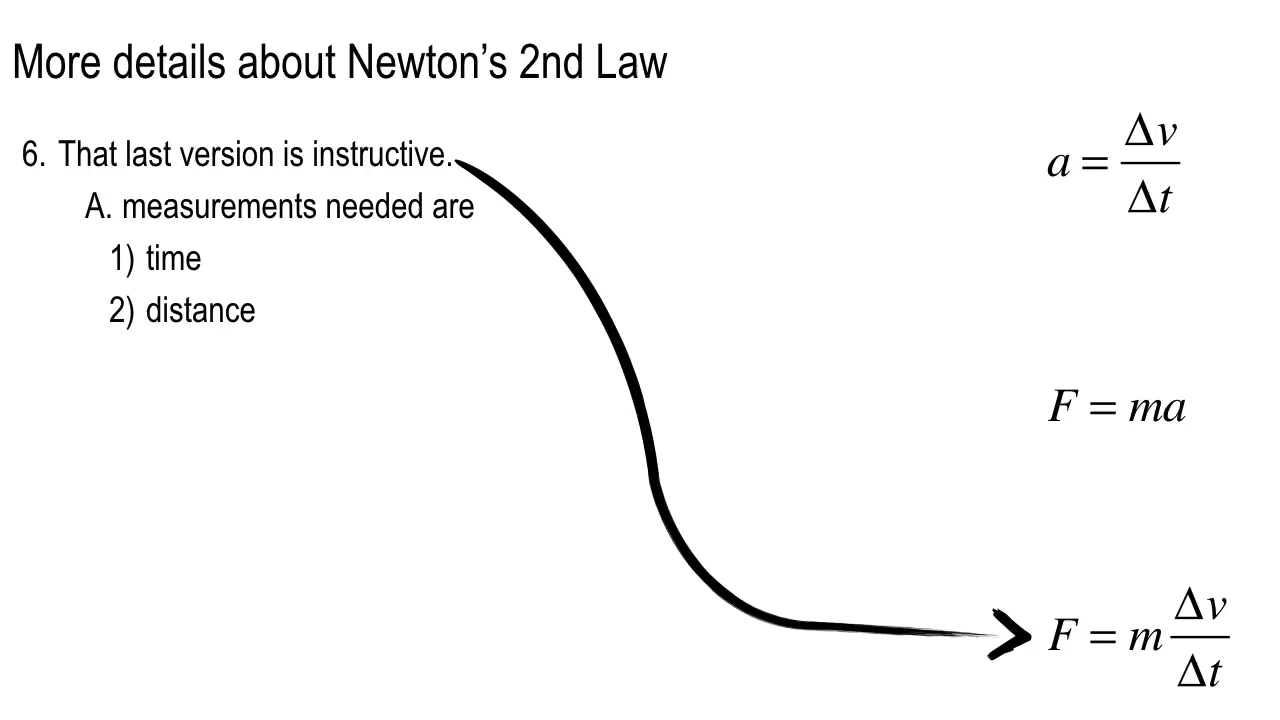 More details about Newton’s 2nd Law
6. That last version is instructive.
A. measurements needed are
1) time
2) distance
a = Δv/Δt
F = ma
F = m Δv/Δt